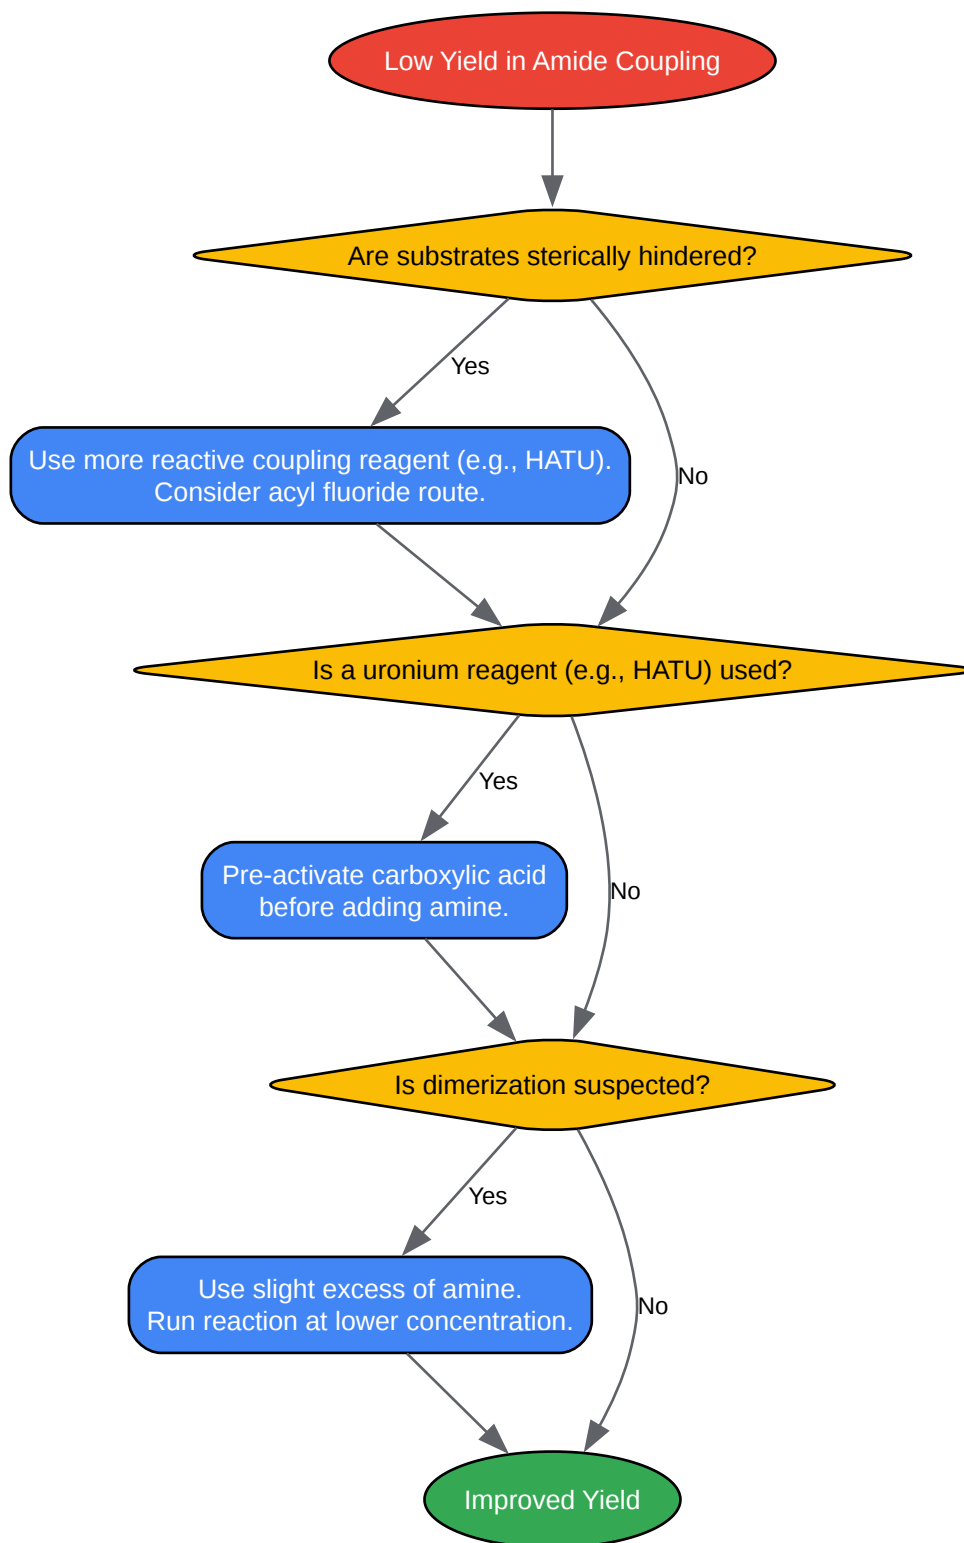 Low Yield in Amide Coupling
Are substrates sterically hindered?
Yes
Use more reactive coupling reagent (e.g., HATU).
Consider acyl fluoride route.
No
Is a uronium reagent (e.g., HATU) used?
Yes
Pre-activate carboxylic acid
before adding amine.
No
Is dimerization suspected?
Yes
Use slight excess of amine.
Run reaction at lower concentration.
No
Improved Yield